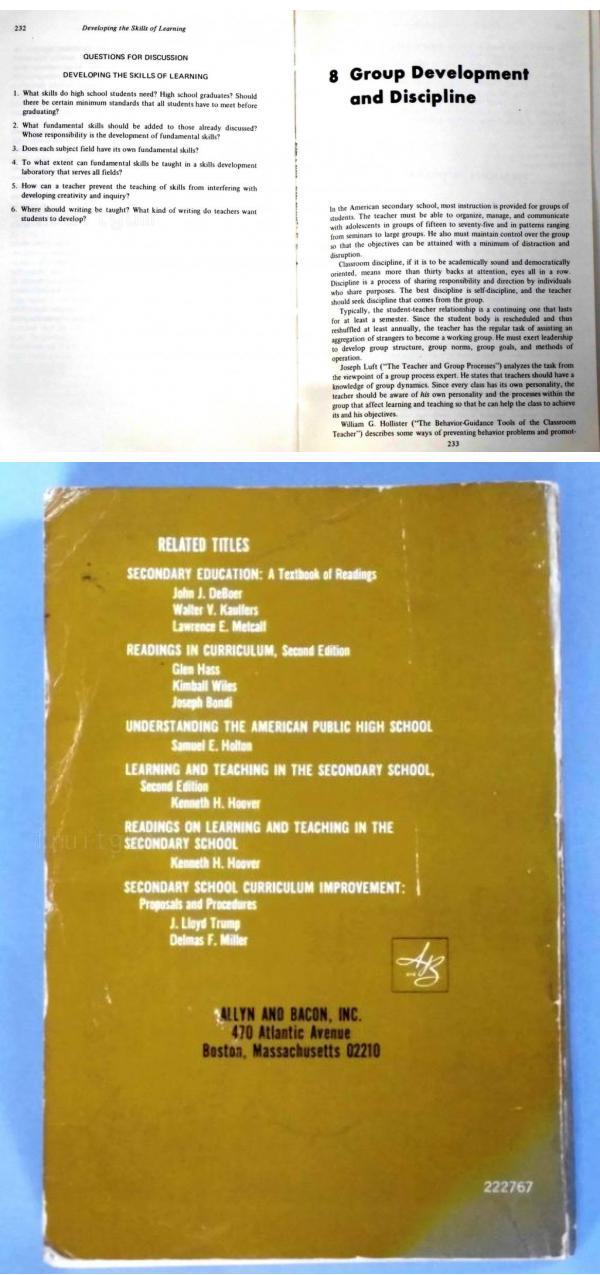 232 Developing the Skills of Learning
QUESTIONS FOR DISCUSSION
DEVELOPING THE SKILLS OF LEARNING
1. What skills do high school students need? High school graduates? Should
there be certain minimum standards that all students have to meet before
graduating?
2. What fundamental skills should be added to those already discussed?
Whose responsibility is the development of fundamental skills?
3. Does each subject field have its own fundamental skills?
4. To what extent can fundamental skills be taught in a skills development
laboratory that serves all fields?
5. How can a teacher prevent the teaching of skills from interfering with
developing creativity and inquiry?
6. Where should writing be taught? What kind of writing do teachers want
students to develop?
8 Group Development
and Discipline
In the American secondary school, most instruction is provided for groups of
students. The teacher must be able to organize, manage, and communicate
with adolescents in groups of fifteen to seventy-five and in patterns ranging
from seminars to large groups. He also must maintain control over the group
so that the objectives can be attained with a minimum of distraction and
disruption.
Classroom discipline, if it is to be academically sound and democratically
oriented, means more than thirty backs at attention, eyes all in a row.
Discipline is a process of sharing responsibility and direction by individuals
who share purposes. The best discipline is self-discipline, and the teacher
should seek discipline that comes from the group.
Typically, the student-teacher relationship is a continuing one that lasts
for at least a semester. Since the student body is rescheduled and thus
reshuffled at least annually, the teacher has the regular task of assisting an
aggregation of strangers to become a working group. He must exert leadership
to develop group structure, group norms, group goals, and methods of
operation.
Joseph Luft ("The Teacher and Group Processes") analyzes the task from
the viewpoint of a group process expert. He states that teachers should have a
knowledge of group dynamics. Since every class has its own personality, the
teacher should be aware of his own personality and the processes within the
group that affect learning and teaching so that he can help the class to achieve
its and his objectives.
William G. Hollister ("The Behavior-Guidance Tools of the Classroom
Teacher") describes some ways of preventing behavior problems and promot-
233
RELATED TITLES
SECONDARY EDUCATION: A Textbook of Readings
John J. DeBoer
Walter V. Kaulfers
Lawrence E. Metcalf
READINGS IN CURRICULUM, Second Edition
Glen Hass
Kimball Wiles
Joseph Bondi
UNDERSTANDING THE AMERICAN PUBLIC HIGH SCHOOL
Samuel E. Holton
LEARNING AND TEACHING IN THE SECONDARY SCHOOL,
Second Edition
Kenneth H. Hoover
READINGS ON LEARNING AND TEACHING IN THE
SECONDARY SCHOOL
Kenneth H. Hoover
SECONDARY SCHOOL CURRICULUM IMPROVEMENT:
Proposals and Procedures
J. Lloyd Trump
Delmas F. Miller
A and B
ALLYN AND BACON, INC.
470 Atlantic Avenue
Boston, Massachusetts 02210
222767